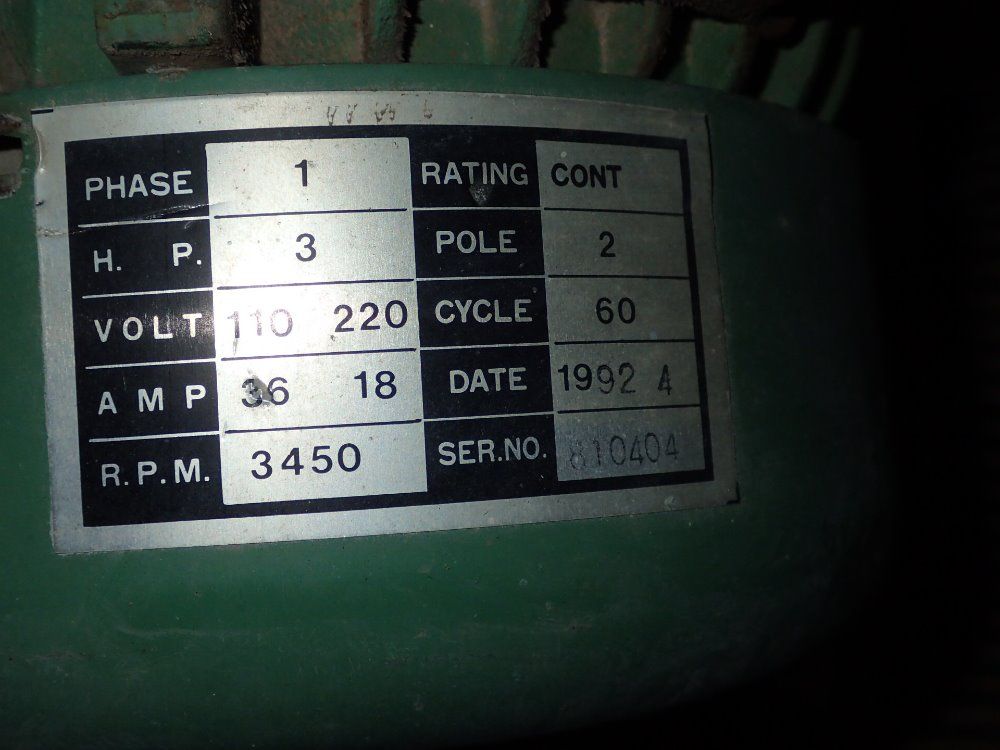 PHASE 1 RATING CONT
H. P. 3 POLE 2
VOLT 110 220 CYCLE 60
AMP 36 18 DATE 1992 4
R.P.M. 3450 SER.NO. 810404